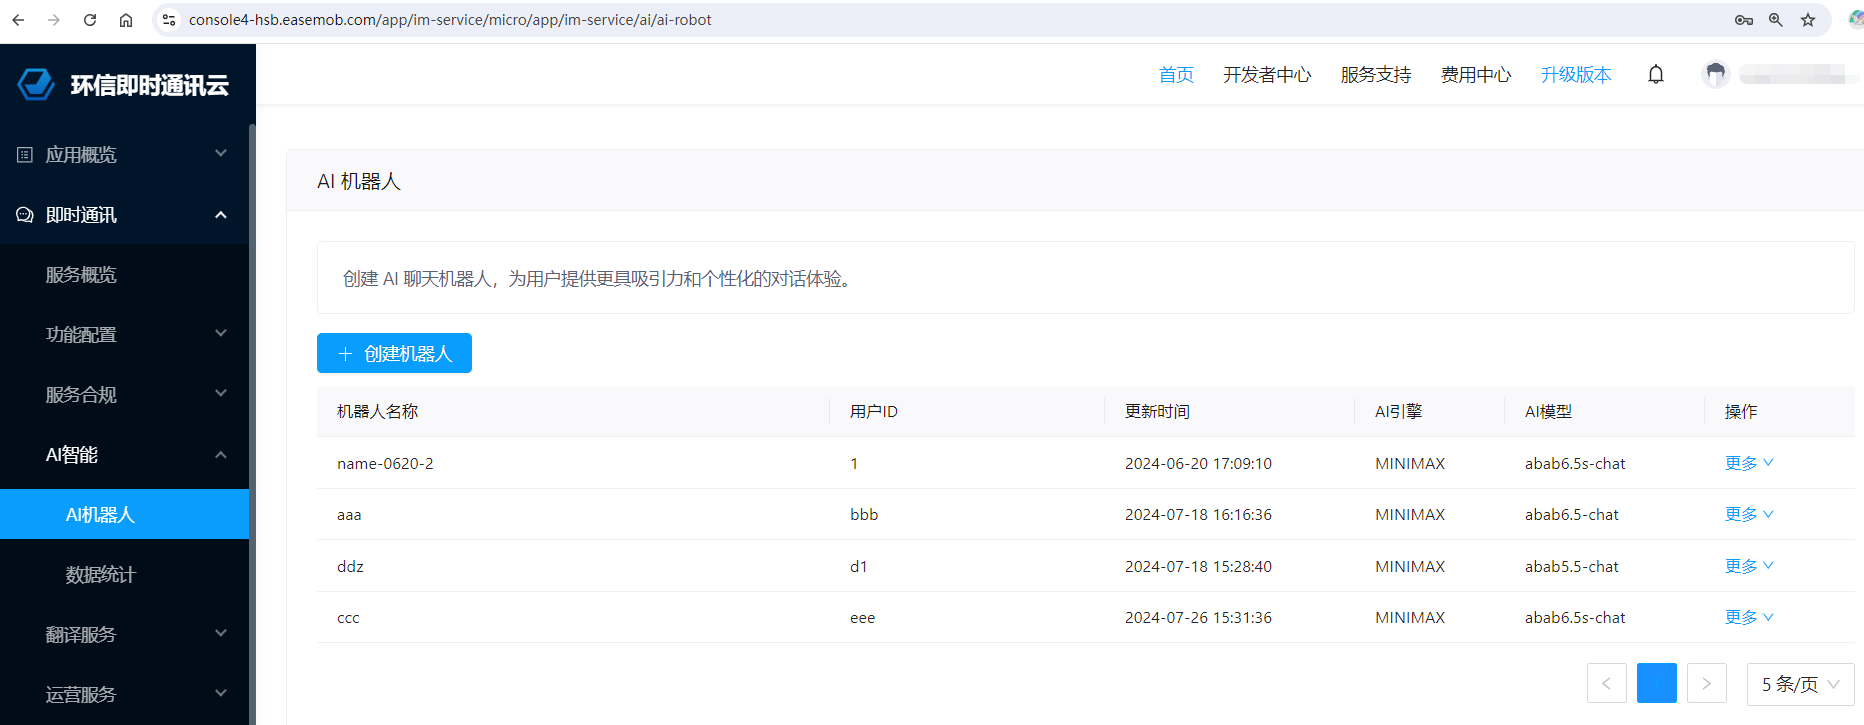 console4-hsb.easemob.com/app/im-service/micro/app/im-service/ai/ai-robot
环信即时通讯云
首页 开发者中心 服务支持 费用中心 升级版本
应用概览
即时通讯
服务概览
功能配置
服务合规
AI智能
AI机器人
数据统计
翻译服务
运营服务
AI 机器人
创建 AI 聊天机器人，为用户提供更具吸引力和个性化的对话体验。
创建机器人
机器人名称 用户ID 更新时间 AI引擎 AI模型 操作
name-0620-2 1 2024-06-20 17:09:10 MINIMAX abab6.5s-chat 更多
aaa bbb 2024-07-18 16:16:36 MINIMAX abab6.5-chat 更多
ddz d1 2024-07-18 15:28:40 MINIMAX abab5.5-chat 更多
ccc eee 2024-07-26 15:31:36 MINIMAX abab6.5s-chat 更多
5 条/页